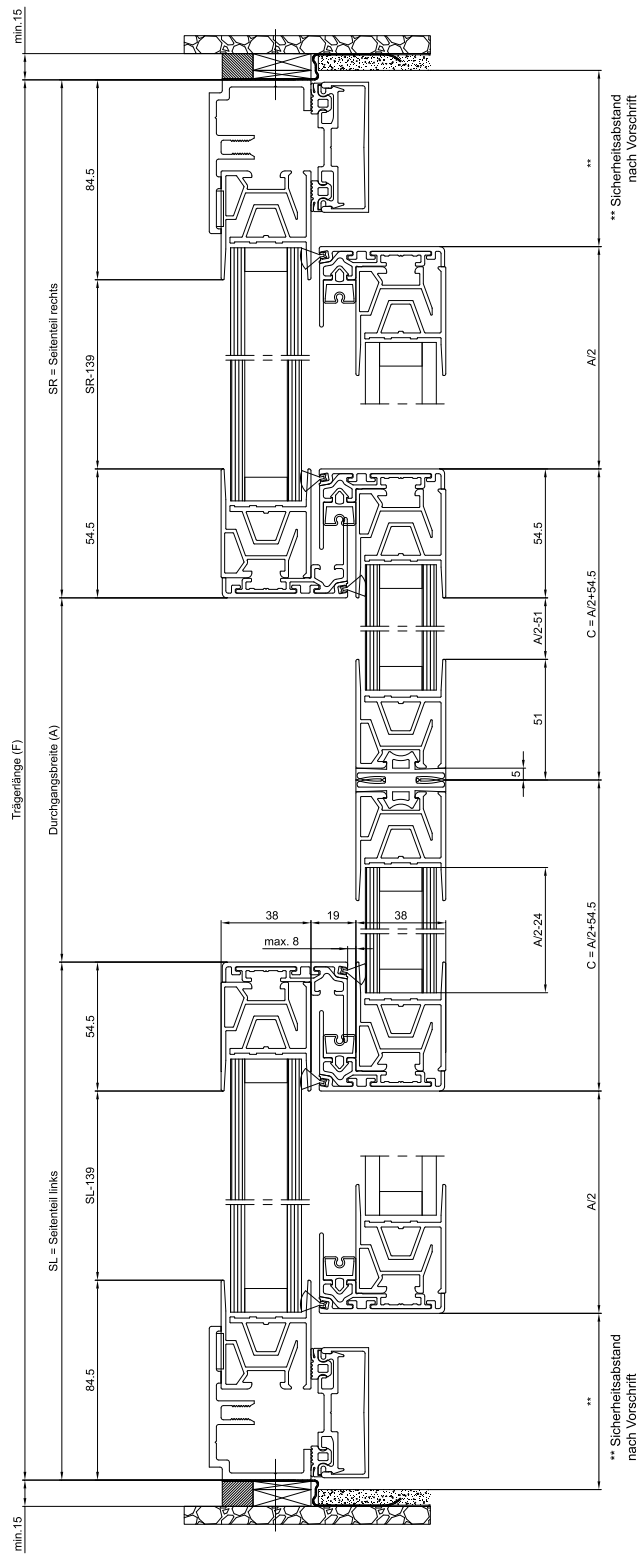 min.15
Trägerlänge (F)
min.15
SL = Seitenteil links
Durchgangsbreite (A)
SR = Seitenteil rechts
84.5
SL-139
54.5
54.5
SR-139
84.5
38
19
38
max. 8
A/2-24
5
51
A/2-51
54.5
**
A/2
C = A/2+54.5
C = A/2+54.5
A/2
**
** Sicherheitsabstand
nach Vorschrift
** Sicherheitsabstand
nach Vorschrift